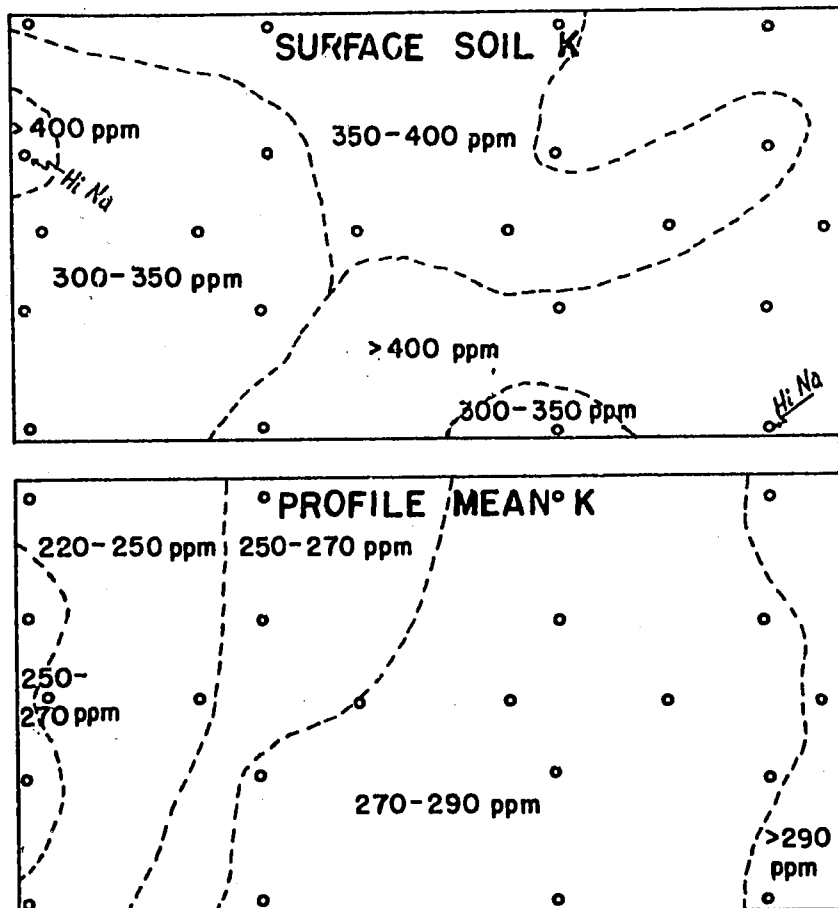 SURFACE SOIL K
>400 ppm
350-400 ppm
Hi Na
300-350 ppm
>400 ppm
300-350 ppm
Hi Na
PROFILE MEAN K
220-250 ppm
250-270 ppm
250-
270 ppm
270-290 ppm
>290
ppm